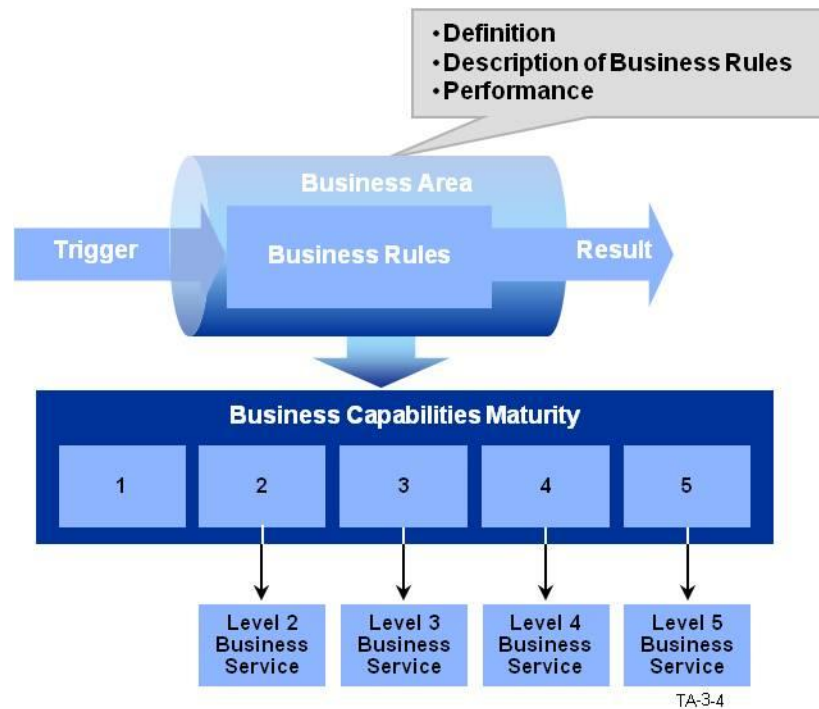 •Definition
•Description of Business Rules
•Performance
Business Area
Trigger
Business Rules
Result
Business Capabilities Maturity
1
2
3
4
5
Level 2
Business
Service
Level 3
Business
Service
Level 4
Business
Service
Level 5
Business
Service
TA-3-4